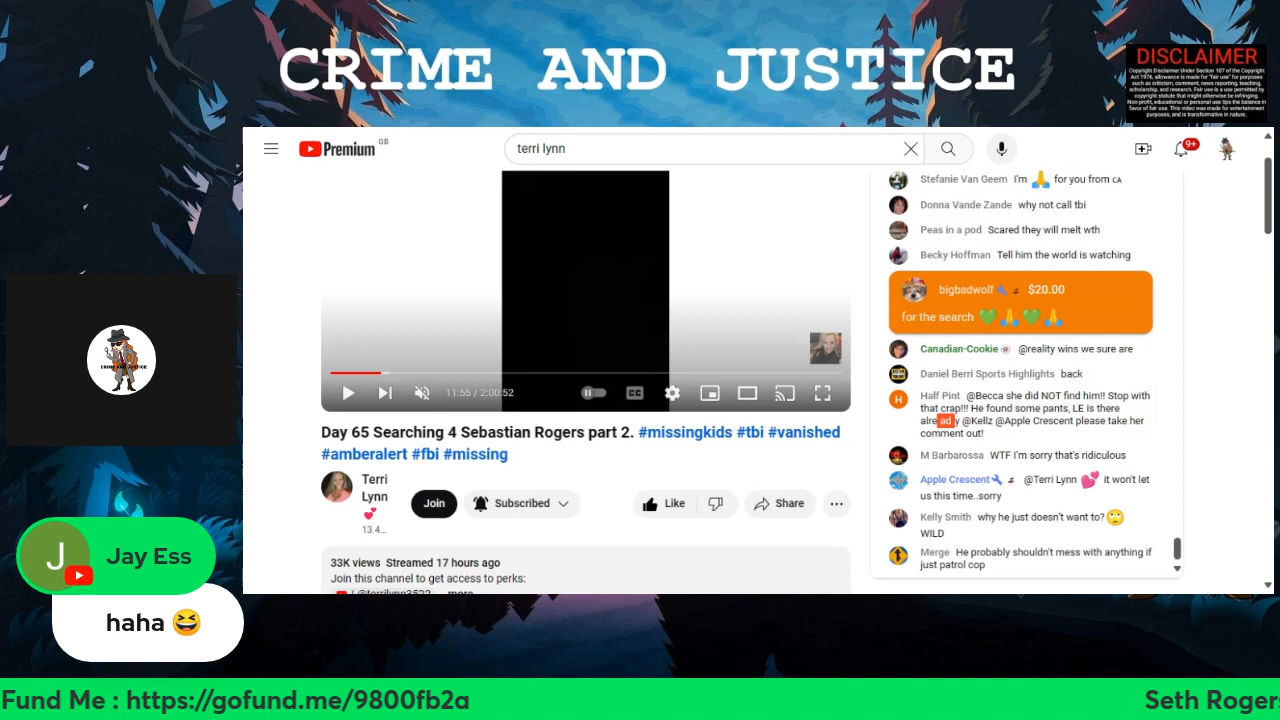 CRIME AND JUSTICE
DISCLAIMER
Copyright Disclaimer Under Section 107 of the Copyright
Act 1976, allowance is made for "fair use" for purposes
such as criticism, comment, news reporting, teaching,
scholarship, and research. Fair use is a use permitted by
copyright statute that might otherwise be infringing.
Non-profit, educational or personal use tips the balance in
favor of fair use. This video was made for entertainment
purposes, and is transformative in nature.
Premium GB
terri lynn
9+
Stefanie Van Geem I'm 🙏 for you from CA
Donna Vande Zande why not call tbi
Peas in a pod Scared they will melt wth
Becky Hoffman Tell him the world is watching
bigbadwolf $20.00
for the search 💚🙏💚🙏
Canadian-Cookie @reality wins we sure are
Daniel Berri Sports Highlights back
Half Pint @Becca she did NOT find him!! Stop with
that crap!!! He found some pants, LE is there
alre ad y @Kellz @Apple Crescent please take her
comment out!
M Barbarossa WTF I'm sorry that's ridiculous
Apple Crescent @Terri Lynn 💕 it won't let
us this time..sorry
Kelly Smith why he just doesn't want to?🙄
WILD
Merge He probably shouldn't mess with anything if
just patrol cop
11:55 / 2:00:52
CC
Day 65 Searching 4 Sebastian Rogers part 2. #missingkids #tbi #vanished
#amberalert #fbi #missing
Terri
Lynn
💕
13.4...
Join
Subscribed
Like
Share
33K views Streamed 17 hours ago
Join this channel to get access to perks:
CRIME AND JUSTICE
J
Jay Ess
haha 😆
Fund Me : https://gofund.me/9800fb2a
Seth Rogers